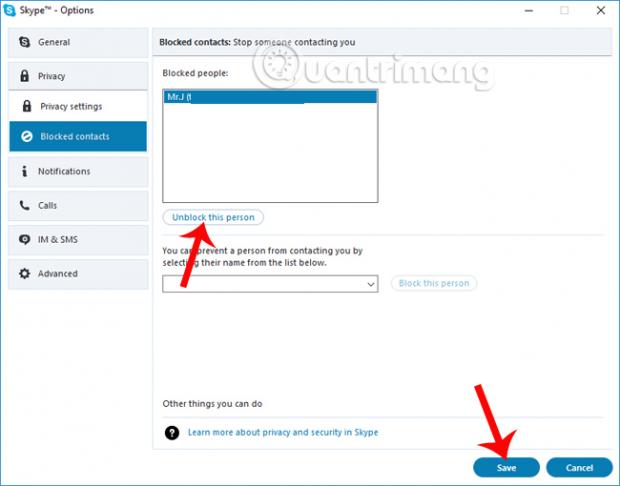 Skype™ - Options
General
Privacy
Privacy settings
Blocked contacts
Notifications
Calls
IM & SMS
Advanced
Blocked contacts: Stop someone contacting you
Quantrimang
Blocked people:
Mr.J (t
Unblock this person
You can prevent a person from contacting you by
selecting their name from the list below.
Block this person
Other things you can do
? Learn more about privacy and security in Skype
Save Cancel